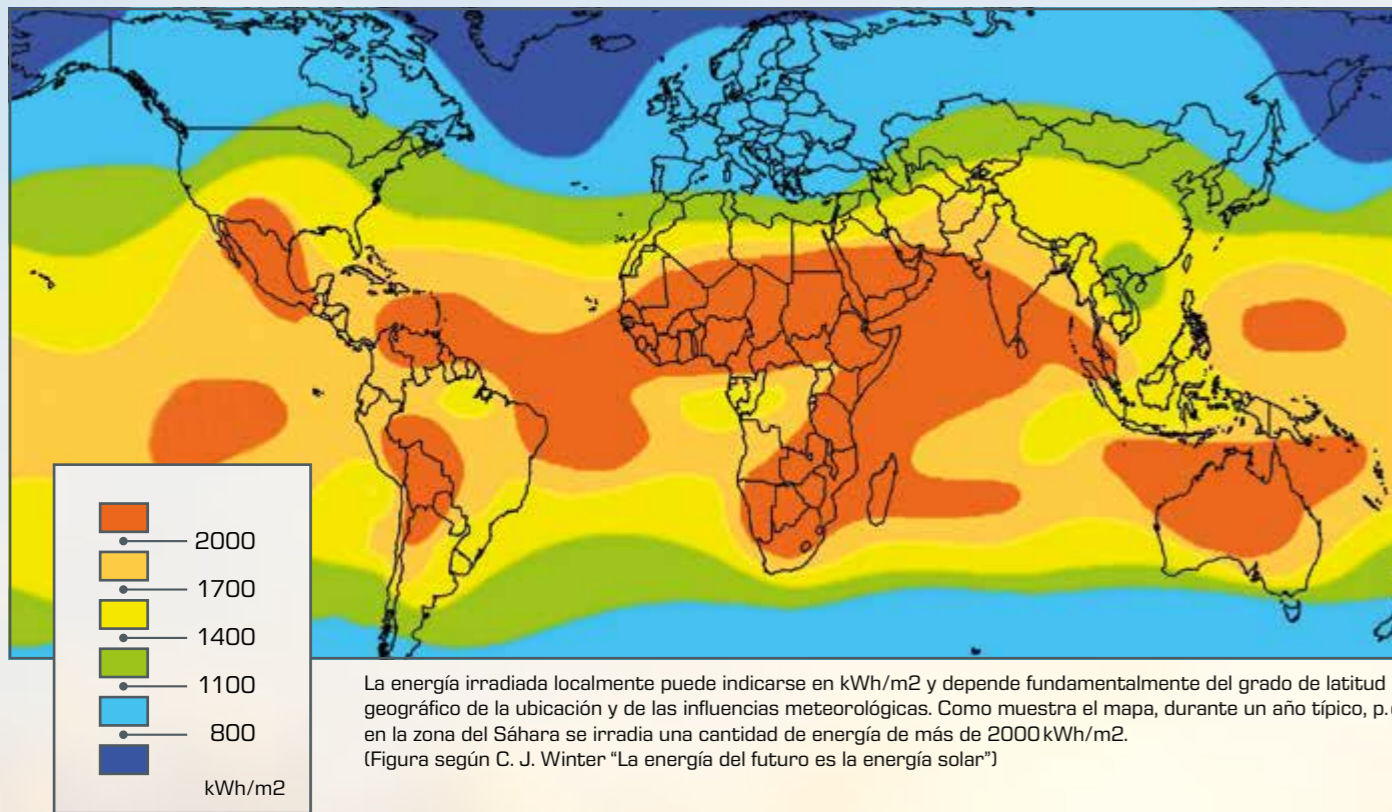 2000
1700
1400
1100
800
kWh/m2
La energía irradiada localmente puede indicarse en kWh/m2 y depende fundamentalmente del grado de latitud
geográfico de la ubicación y de las influencias meteorológicas. Como muestra el mapa, durante un año típico,
en la zona del Sáhara se irradia una cantidad de energía de más de 2000 kWh/m2.
(Figura según C. J. Winter “La energía del futuro es la energía solar”)